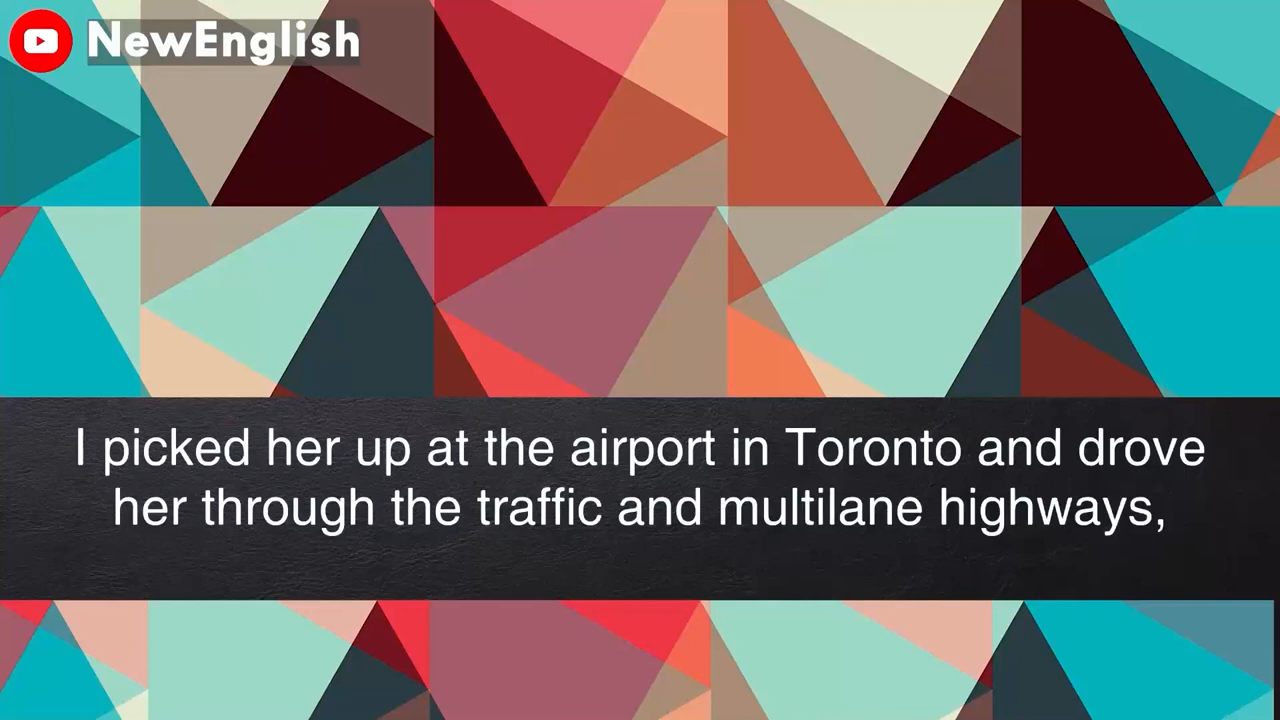 NewEnglish
I picked her up at the airport in Toronto and drove
her through the traffic and multilane highways,